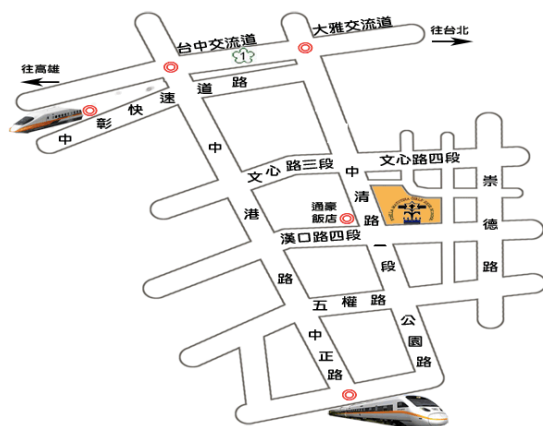 台中交流道
大雅交流道
往台北
往高雄
1
中彰快速道路
文心路三段
文心路四段
中港路
中清路一段
崇德路
通豪
飯店
漢口路四段
五權路
中正路
公園路